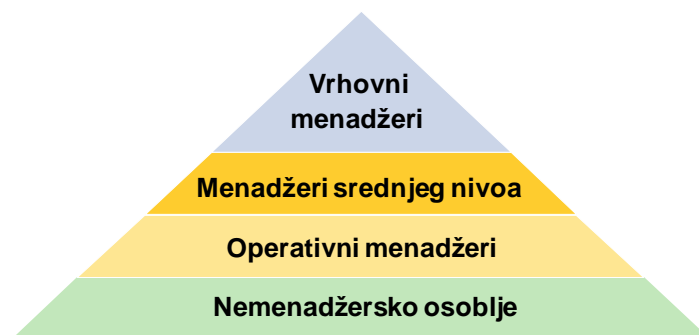 Vrhovni
menadžeri
Menadžeri srednjeg nivoa
Operativni menadžeri
Nemenadžersko osoblje